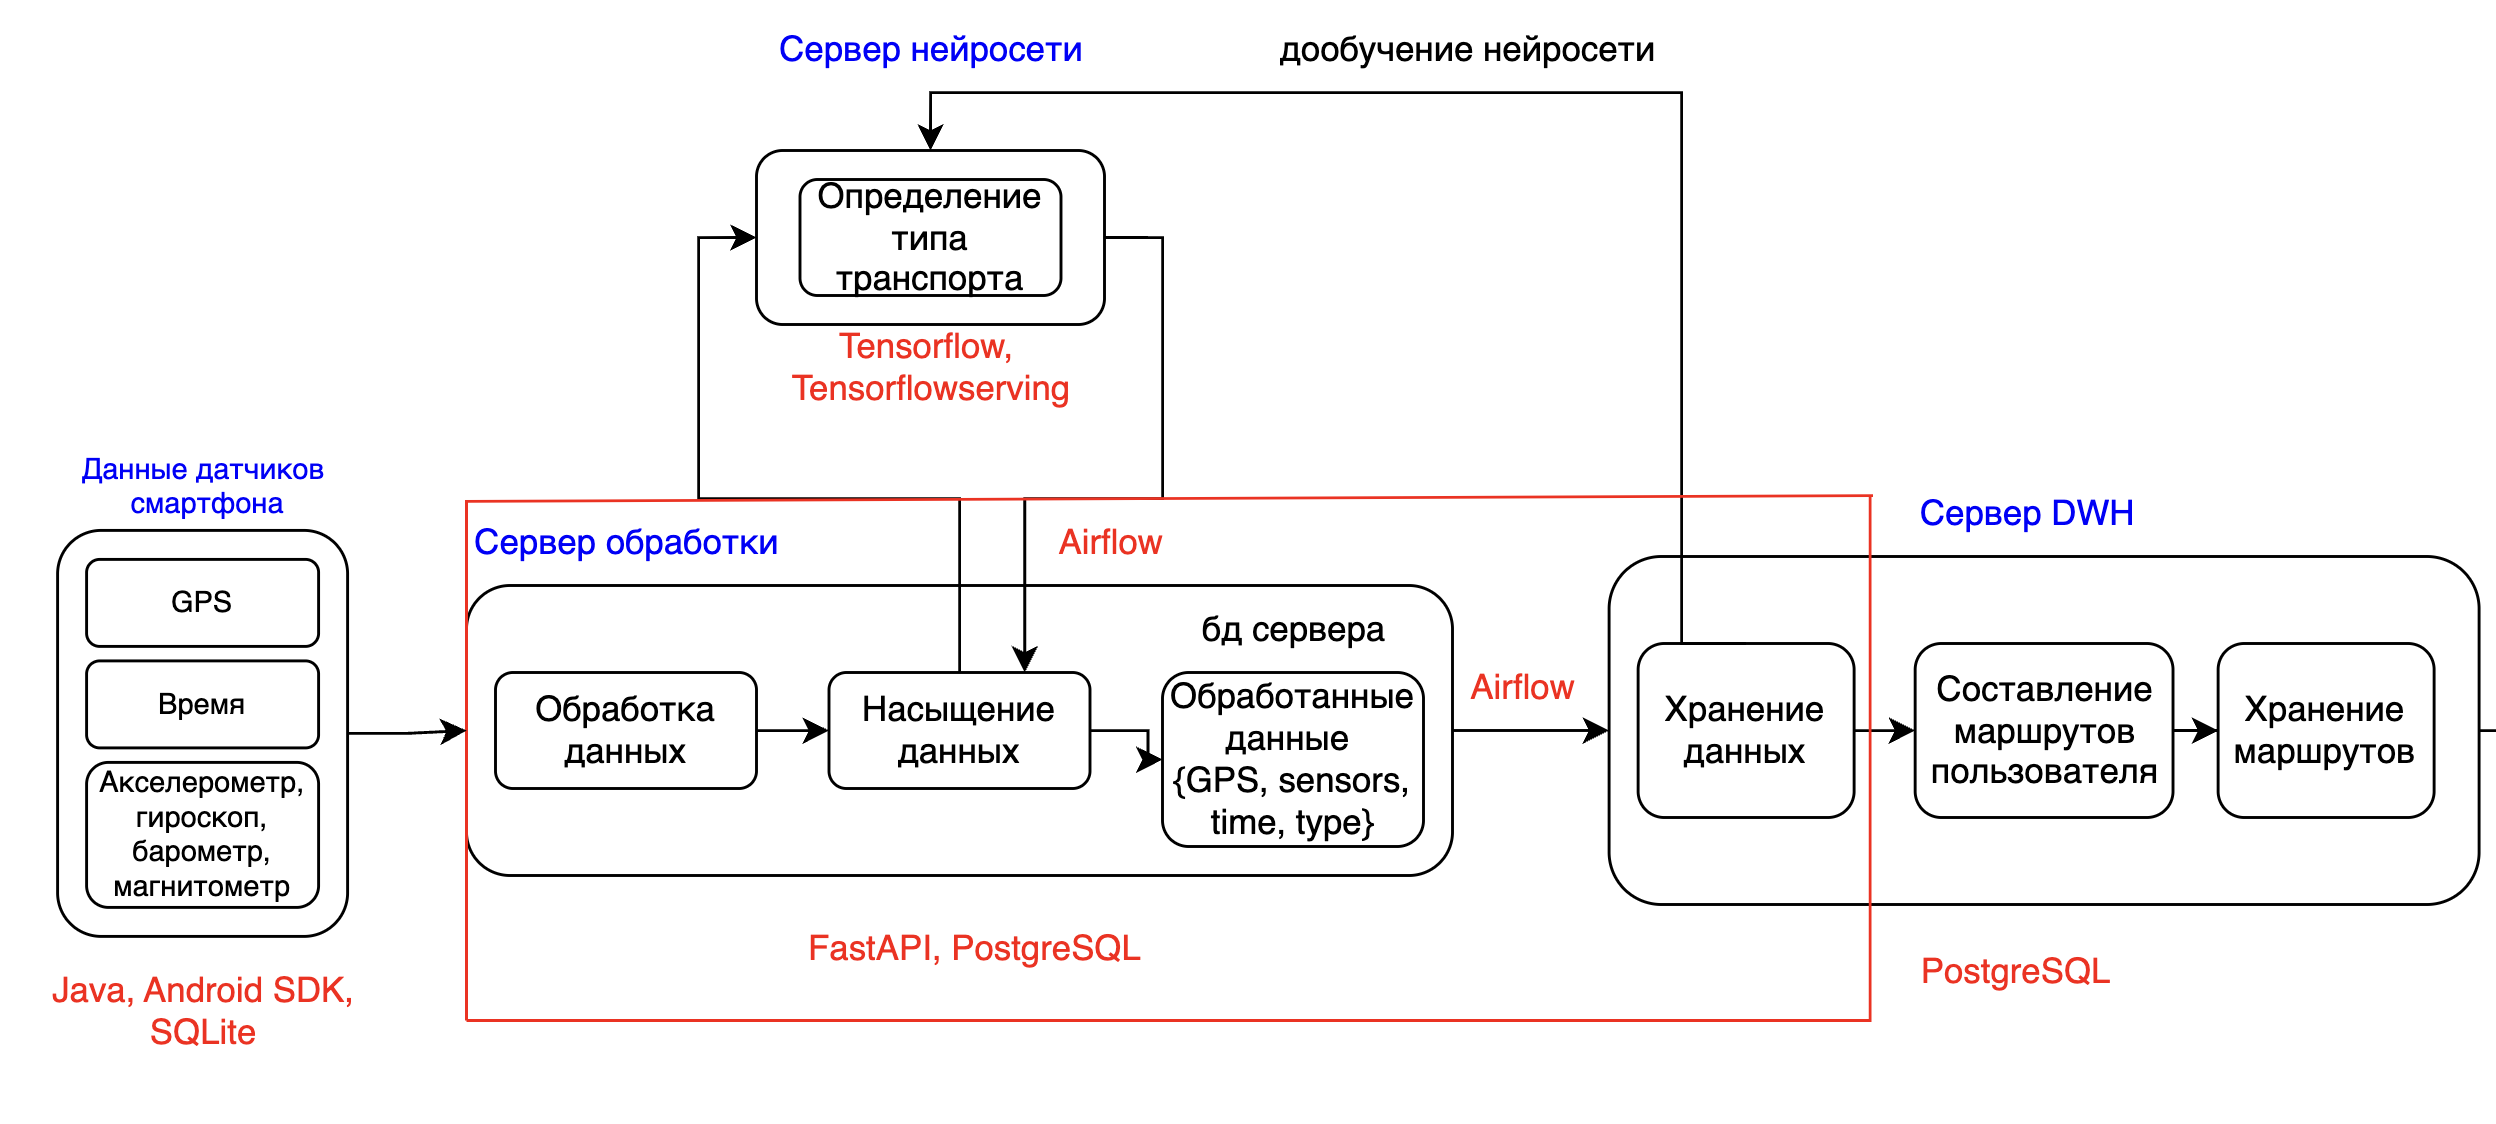 Сервер нейросети
дообучение нейросети
Определение
типа
транспорта
Tensorflow,
Tensorflowserving
Данные датчиков
смартфона
GPS
Время
Акселерометр,
гироскоп,
барометр,
магнитометр
Java, Android SDK,
SQLite
Сервер обработки
Airflow
Обработка
данных
Насыщение
данных
бд сервера
Обработанные
данные
{GPS, sensors,
time, type}
FastAPI, PostgreSQL
Airflow
Сервер DWH
Хранение
данных
Составление
маршрутов
пользователя
Хранение
маршрутов
PostgreSQL